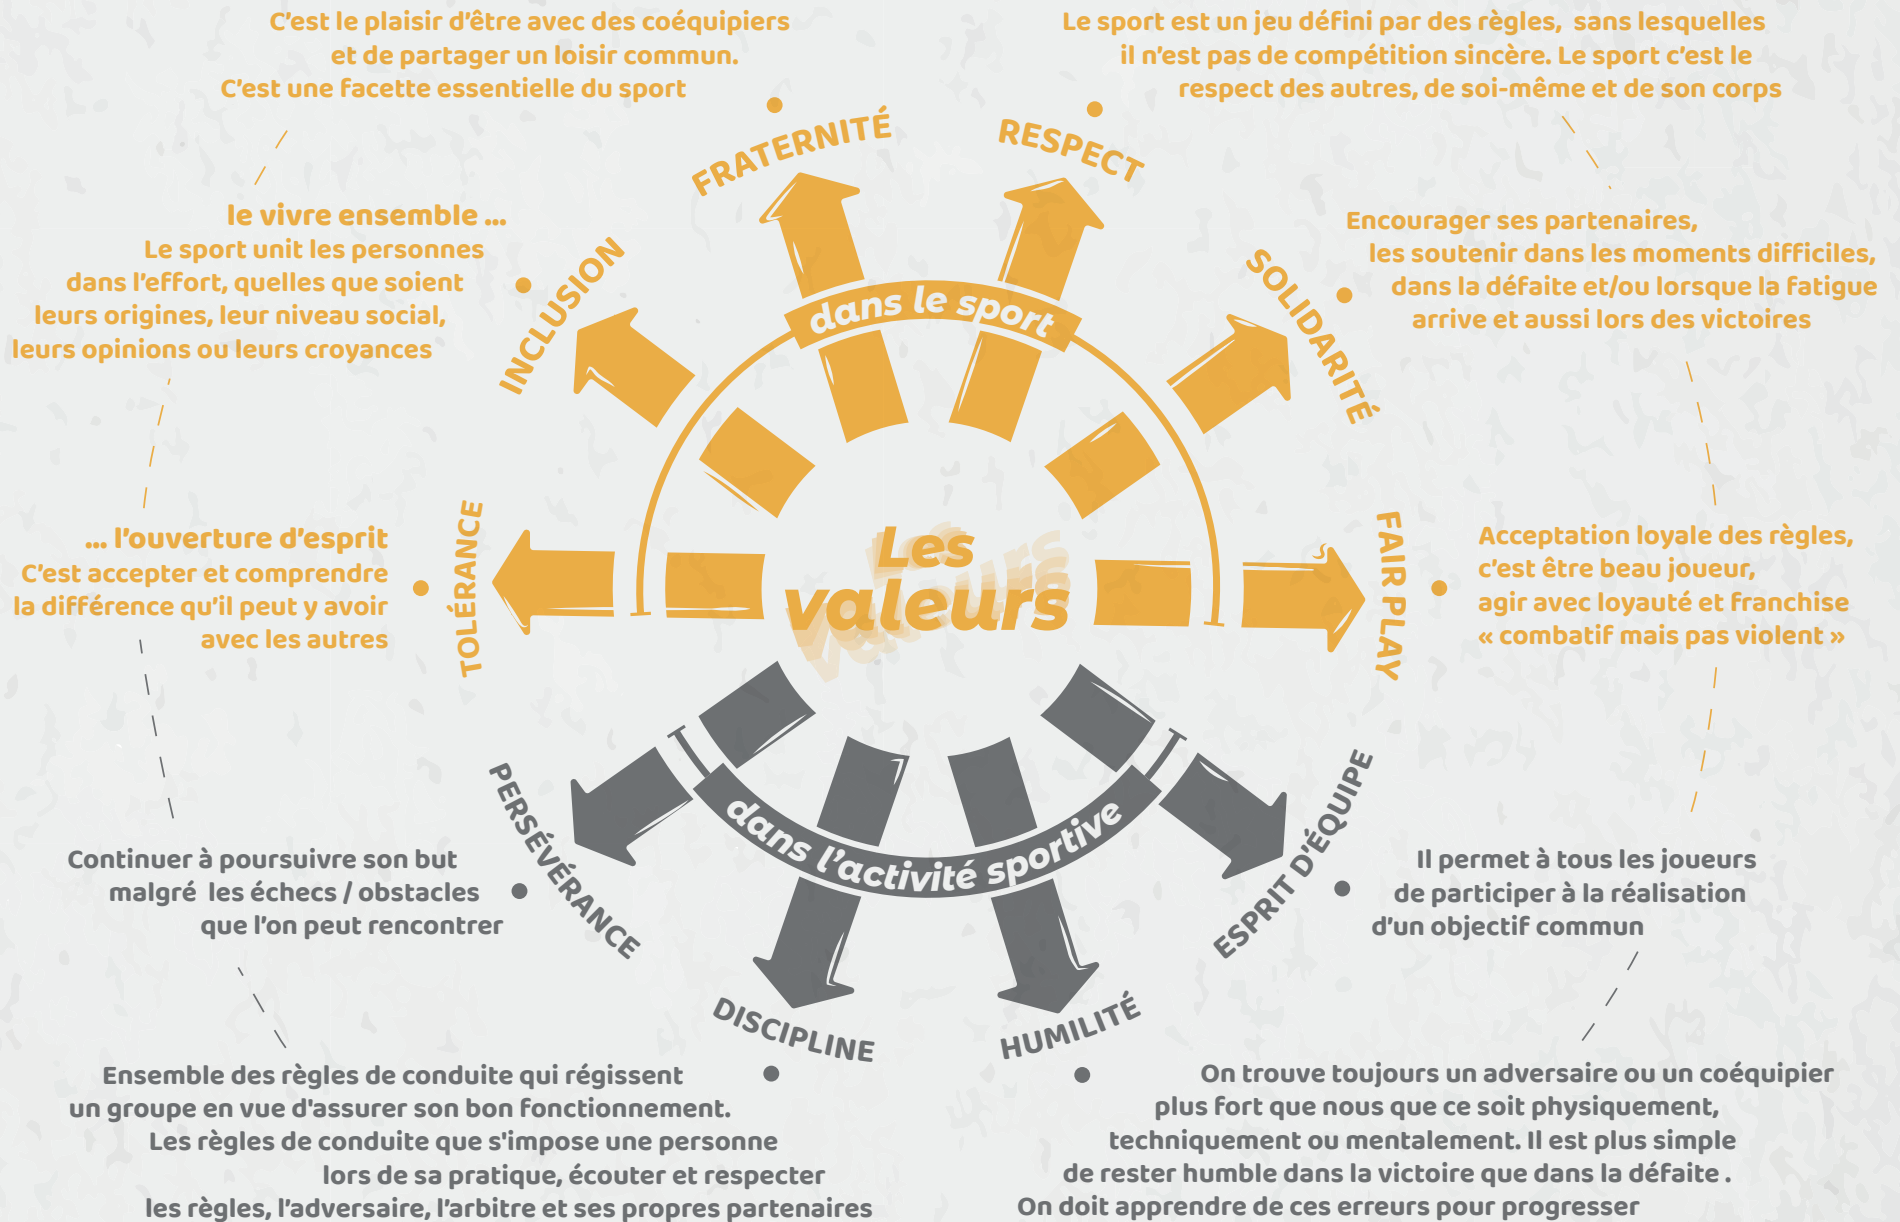 C'est le plaisir d'être avec des coéquipiers
et de partager un loisir commun.
C'est une facette essentielle du sport
FRATERNITÉ
Le sport est un jeu défini par des règles, sans lesquelles
il n'est pas de compétition sincère. Le sport c'est le
respect des autres, de soi-même et de son corps
RESPECT
le vivre ensemble ...
Le sport unit les personnes
dans l'effort, quelles que soient
leurs origines, leur niveau social,
leurs opinions ou leurs croyances
INCLUSION
Encourager ses partenaires,
les soutenir dans les moments difficiles,
dans la défaite et/ou lorsque la fatigue
arrive et aussi lors des victoires
SOLIDARITÉ
dans le sport
... l'ouverture d'esprit
C'est accepter et comprendre
la différence qu'il peut y avoir
avec les autres
TOLÉRANCE
Les
valeurs
FAIR PLAY
Acceptation loyale des règles,
c'est être beau joueur,
agir avec loyauté et franchise
« combatif mais pas violent »
dans l'activité sportive
PERSÉVÉRANCE
Continuer à poursuivre son but
malgré les échecs / obstacles
que l'on peut rencontrer
ESPRIT D'ÉQUIPE
Il permet à tous les joueurs
de participer à la réalisation
d'un objectif commun
DISCIPLINE
Ensemble des règles de conduite qui régissent
un groupe en vue d'assurer son bon fonctionnement.
Les règles de conduite que s'impose une personne
lors de sa pratique, écouter et respecter
les règles, l'adversaire, l'arbitre et ses propres partenaires
HUMILITÉ
On trouve toujours un adversaire ou un coéquipier
plus fort que nous que ce soit physiquement,
techniquement ou mentalement. Il est plus simple
de rester humble dans la victoire que dans la défaite .
On doit apprendre de ces erreurs pour progresser